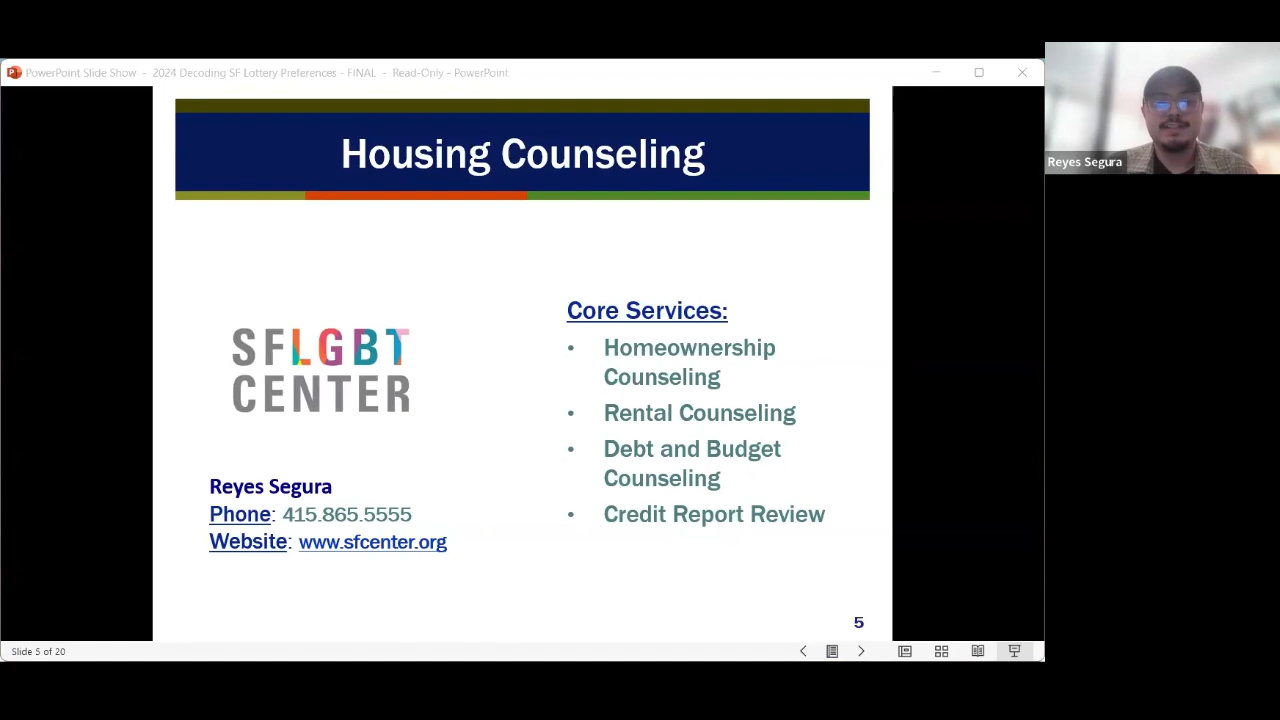 PowerPoint Slide Show - 2024 Decoding SF Lottery Preferences - FINAL - Read-Only - PowerPoint
Housing Counseling
SFLGBT
CENTER
Reyes Segura
Phone: 415.865.5555
Website: www.sfcenter.org
Core Services:
• Homeownership
Counseling
• Rental Counseling
• Debt and Budget
Counseling
• Credit Report Review
5
Slide 5 of 20
Reyes Segura